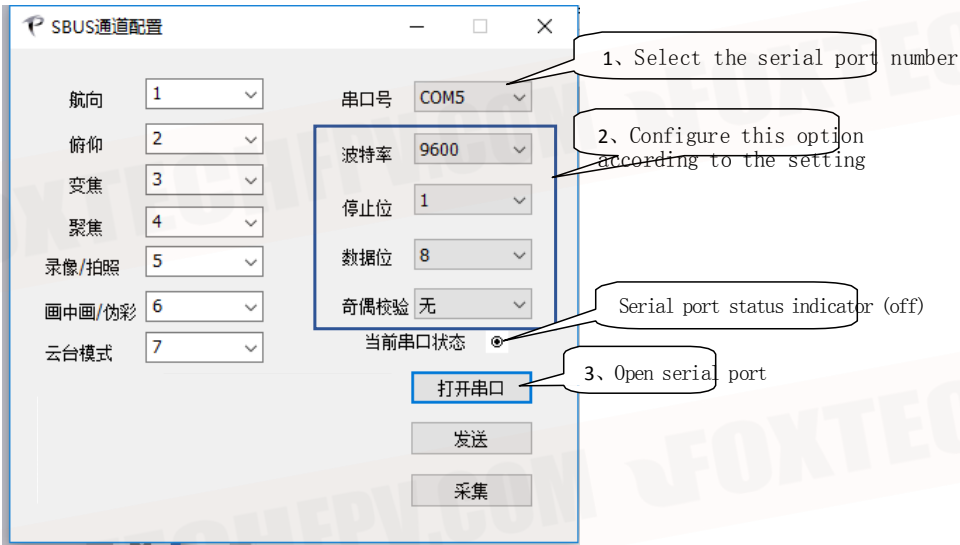 SBUS通道配置
航向 1
俯仰 2
变焦 3
聚焦 4
录像/拍照 5
画中画/伪彩 6
云台模式 7
串口号 COM5
波特率 9600
停止位 1
数据位 8
奇偶校验 无
当前串口状态
打开串口
发送
采集
1、Select the serial port number
2、Configure this option
according to the setting
Serial port status indicator (off)
3、Open serial port
FOXTECHFPV.COM
FOXTEC
FOXTEC